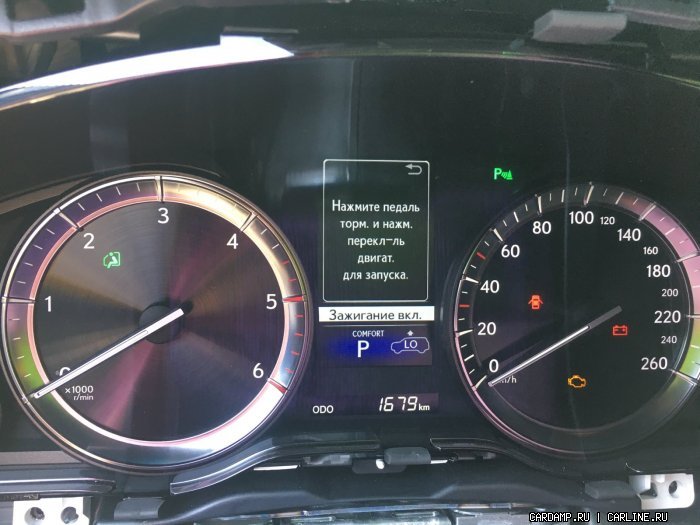 Нажмите педаль
торм. и нажм.
перекл-ль
двигат.
для запуска.
Зажигание вкл.
COMFORT
P
LO
ODO 1679 km
0 1 2 3 4 5 6
x1000
r/min
P
0 20 40 60 80 100 120 140 160 180 200 220 240 260
km/h
CARDAMP.RU | CARLINE.RU